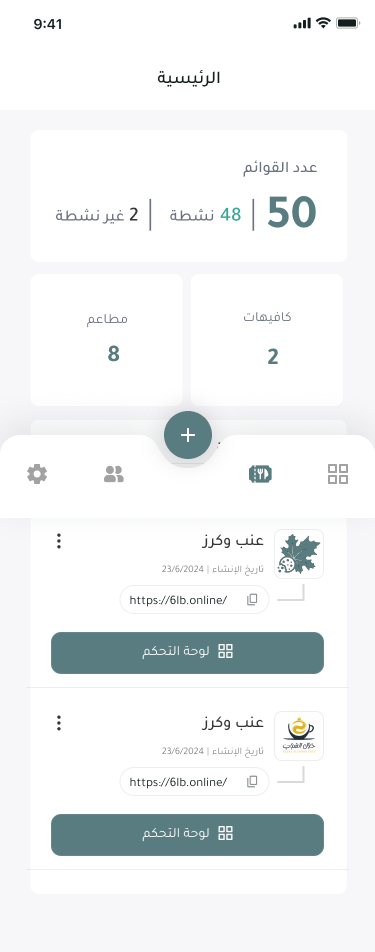 9:41
الرئيسية
عدد القوائم
50 | 48 نشطة | 2 غير نشطة
كافيهات
مطاعم
2
8
عنب وكرز
تاريخ الإنشاء | 23/6/2024
https://6lb.online/
لوحة التحكم
عنب وكرز
تاريخ الإنشاء | 23/6/2024
https://6lb.online/
لوحة التحكم